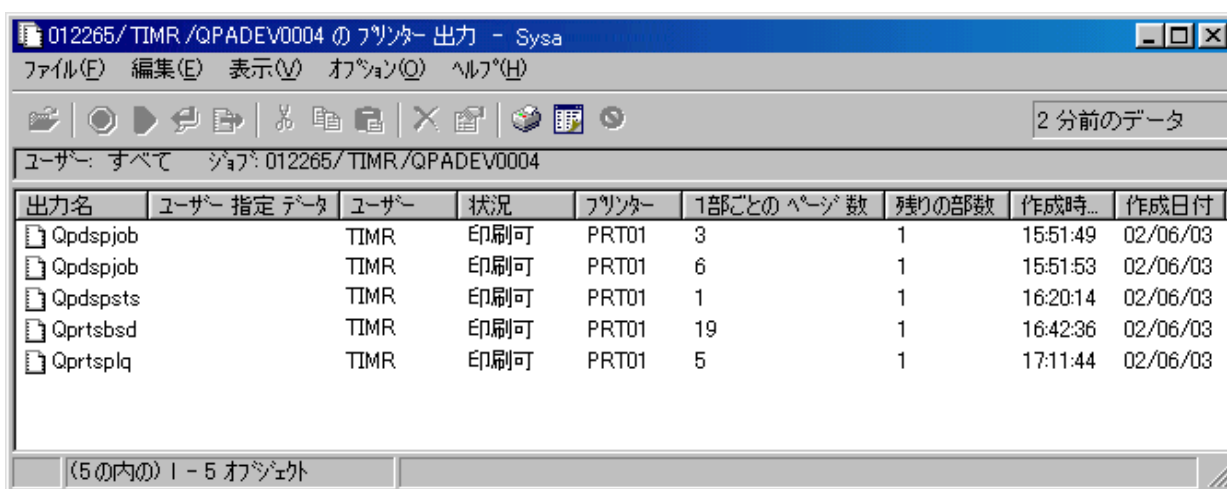 012265/TIMR/QPADEV0004 の プリンター 出力 - Sysa
ファイル(F) 編集(E) 表示(V) オプション(O) ヘルプ(H)
2 分前のデータ
ユーザー: すべて ジョブ: 012265/TIMR/QPADEV0004
出力名 ユーザー 指定 データ ユーザー 状況 プリンター 1部ごとの ページ 数 残りの部数 作成時... 作成日付
Qpdspjob TIMR 印刷可 PRT01 3 1 15:51:49 02/06/03
Qpdspjob TIMR 印刷可 PRT01 6 1 15:51:53 02/06/03
Qpdspsts TIMR 印刷可 PRT01 1 1 16:20:14 02/06/03
Qprtsbsd TIMR 印刷可 PRT01 19 1 16:42:36 02/06/03
Qprtsplq TIMR 印刷可 PRT01 5 1 17:11:44 02/06/03
(5 の内の) 1 - 5 オブジェクト